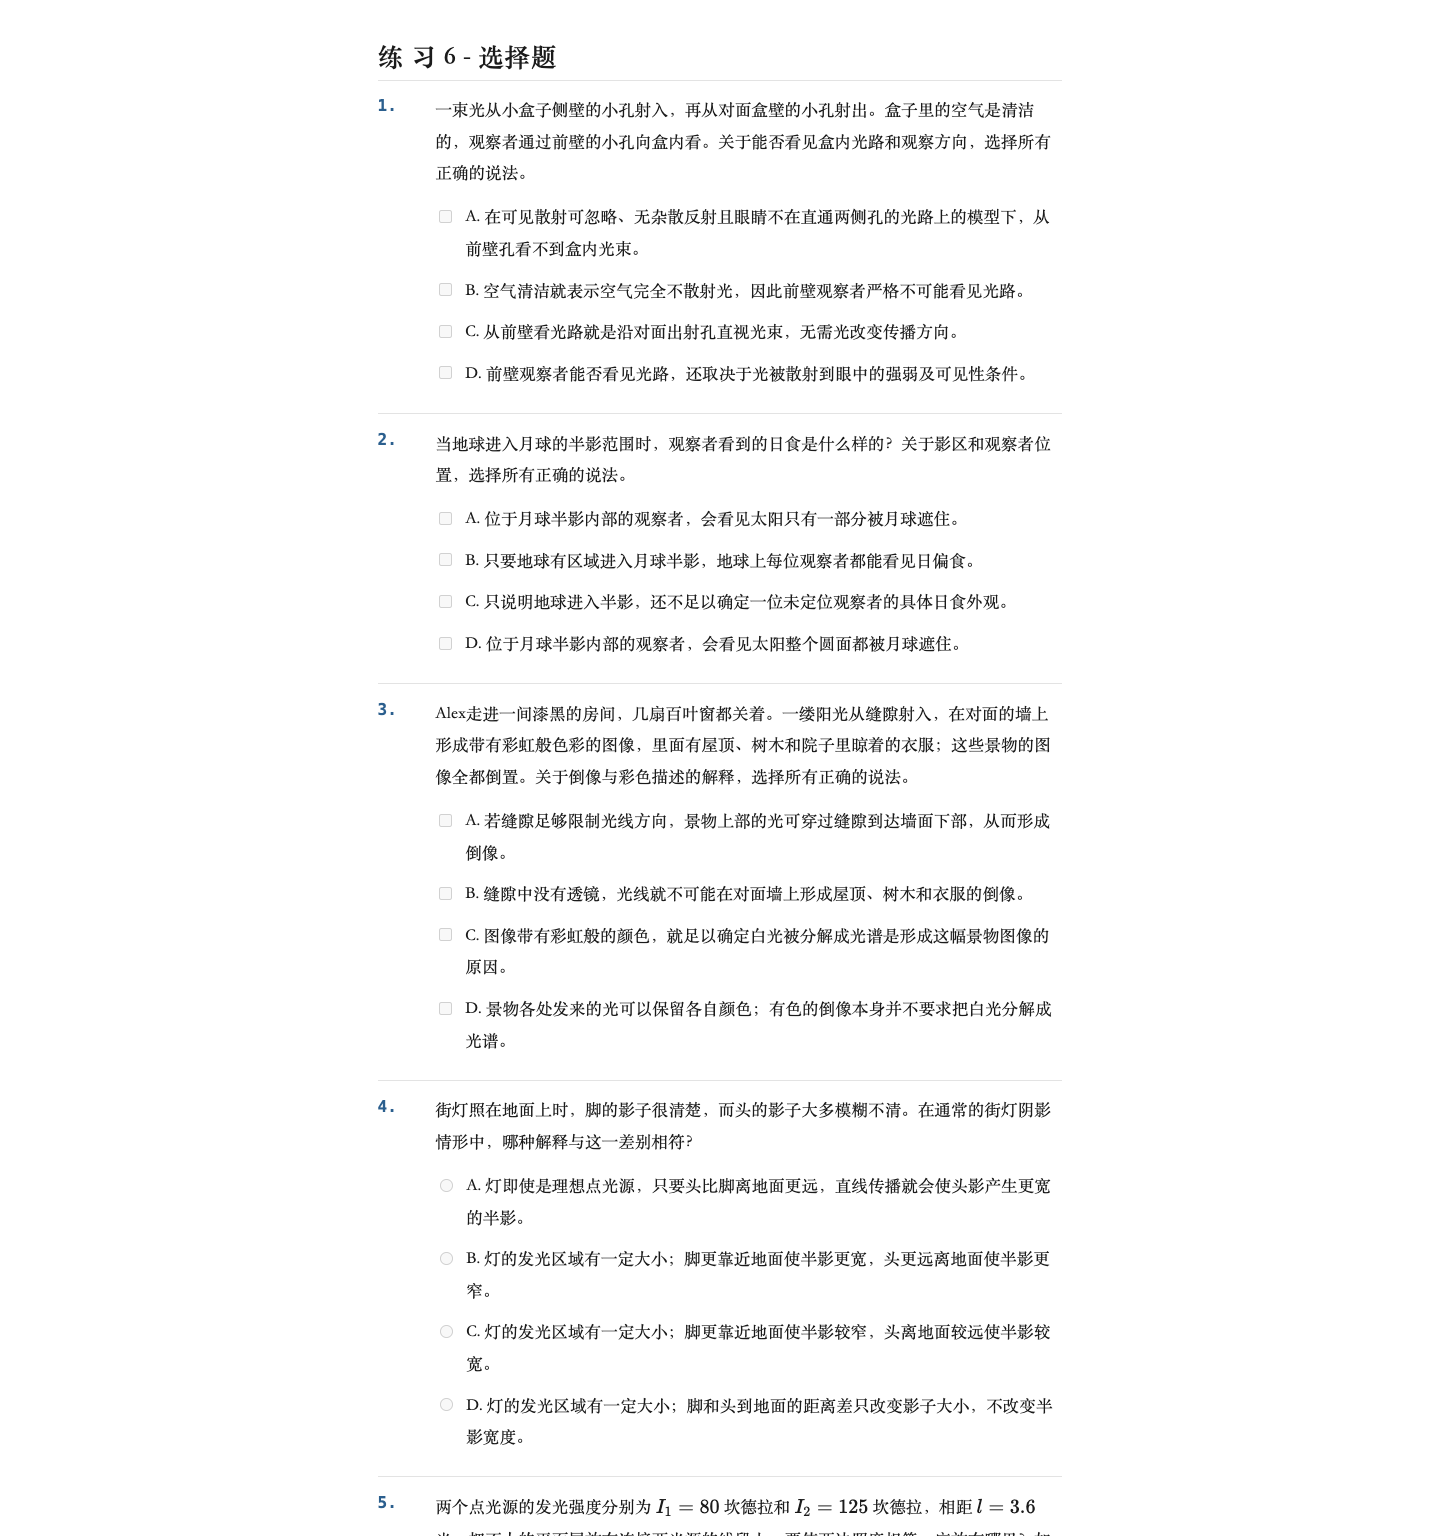 练 习 6 - 选择题
1.
一束光从小盒子侧壁的小孔射入，再从对面盒壁的小孔射出。盒子里的空气是清洁
的，观察者通过前壁的小孔向盒内看。关于能否看见盒内光路和观察方向，选择所有
正确的说法。
A. 在可见散射可忽略、无杂散反射且眼睛不在直通两侧孔的光路上的模型下，从
前壁孔看不到盒内光束。
B. 空气清洁就表示空气完全不散射光，因此前壁观察者严格不可能看见光路。
C. 从前壁看光路就是沿对面出射孔直视光束，无需光改变传播方向。
D. 前壁观察者能否看见光路，还取决于光被散射到眼中的强弱及可见性条件。
2.
当地球进入月球的半影范围时，观察者看到的日食是什么样的？关于影区和观察者位
置，选择所有正确的说法。
A. 位于月球半影内部的观察者，会看见太阳只有一部分被月球遮住。
B. 只要地球有区域进入月球半影，地球上每位观察者都能看见日偏食。
C. 只说明地球进入半影，还不足以确定一位未定位观察者的具体日食外观。
D. 位于月球半影内部的观察者，会看见太阳整个圆面都被月球遮住。
3.
Alex走进一间漆黑的房间，几扇百叶窗都关着。一缕阳光从缝隙射入，在对面的墙上
形成带有彩虹般色彩的图像，里面有屋顶、树木和院子里晾着的衣服；这些景物的图
像全都倒置。关于倒像与彩色描述的解释，选择所有正确的说法。
A. 若缝隙足够限制光线方向，景物上部的光可穿过缝隙到达墙面下部，从而形成
倒像。
B. 缝隙中没有透镜，光线就不可能在对面墙上形成屋顶、树木和衣服的倒像。
C. 图像带有彩虹般的颜色，就足以确定白光被分解成光谱是形成这幅景物图像的
原因。
D. 景物各处发来的光可以保留各自颜色；有色的倒像本身并不要求把白光分解成
光谱。
4.
街灯照在地面上时，脚的影子很清楚，而头的影子大多模糊不清。在通常的街灯阴影
情形中，哪种解释与这一差别相符？
A. 灯即使是理想点光源，只要头比脚离地面更远，直线传播就会使头影产生更宽
的半影。
B. 灯的发光区域有一定大小；脚更靠近地面使半影更宽，头更远离地面使半影更
窄。
C. 灯的发光区域有一定大小；脚更靠近地面使半影较窄，头离地面较远使半影较
宽。
D. 灯的发光区域有一定大小；脚和头到地面的距离差只改变影子大小，不改变半
影宽度。
5.
两个点光源的发光强度分别为 I₁ = 80 坎德拉和 I₂ = 125 坎德拉，相距 l = 3.6